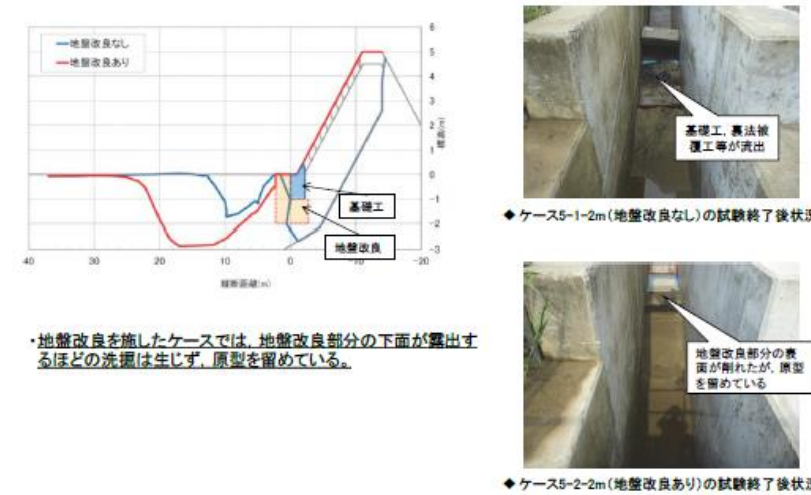 地盤改良なし
地盤改良あり
6
5
4
3
2
1
0
-1
-2
-3
標高(m)
基礎工
地盤改良
40
30
20
10
0
-10
-20
縦断距離(m)
・地盤改良を施したケースでは，地盤改良部分の下面が露出す
るほどの洗掘は生じず，原型を留めている。
基礎工，裏法被
覆工等が流出
◆ ケース5-1-2m(地盤改良なし)の試験終了後状況
地盤改良部分の表
面が削れたが，原型
を留めている
◆ ケース5-2-2m(地盤改良あり)の試験終了後状況